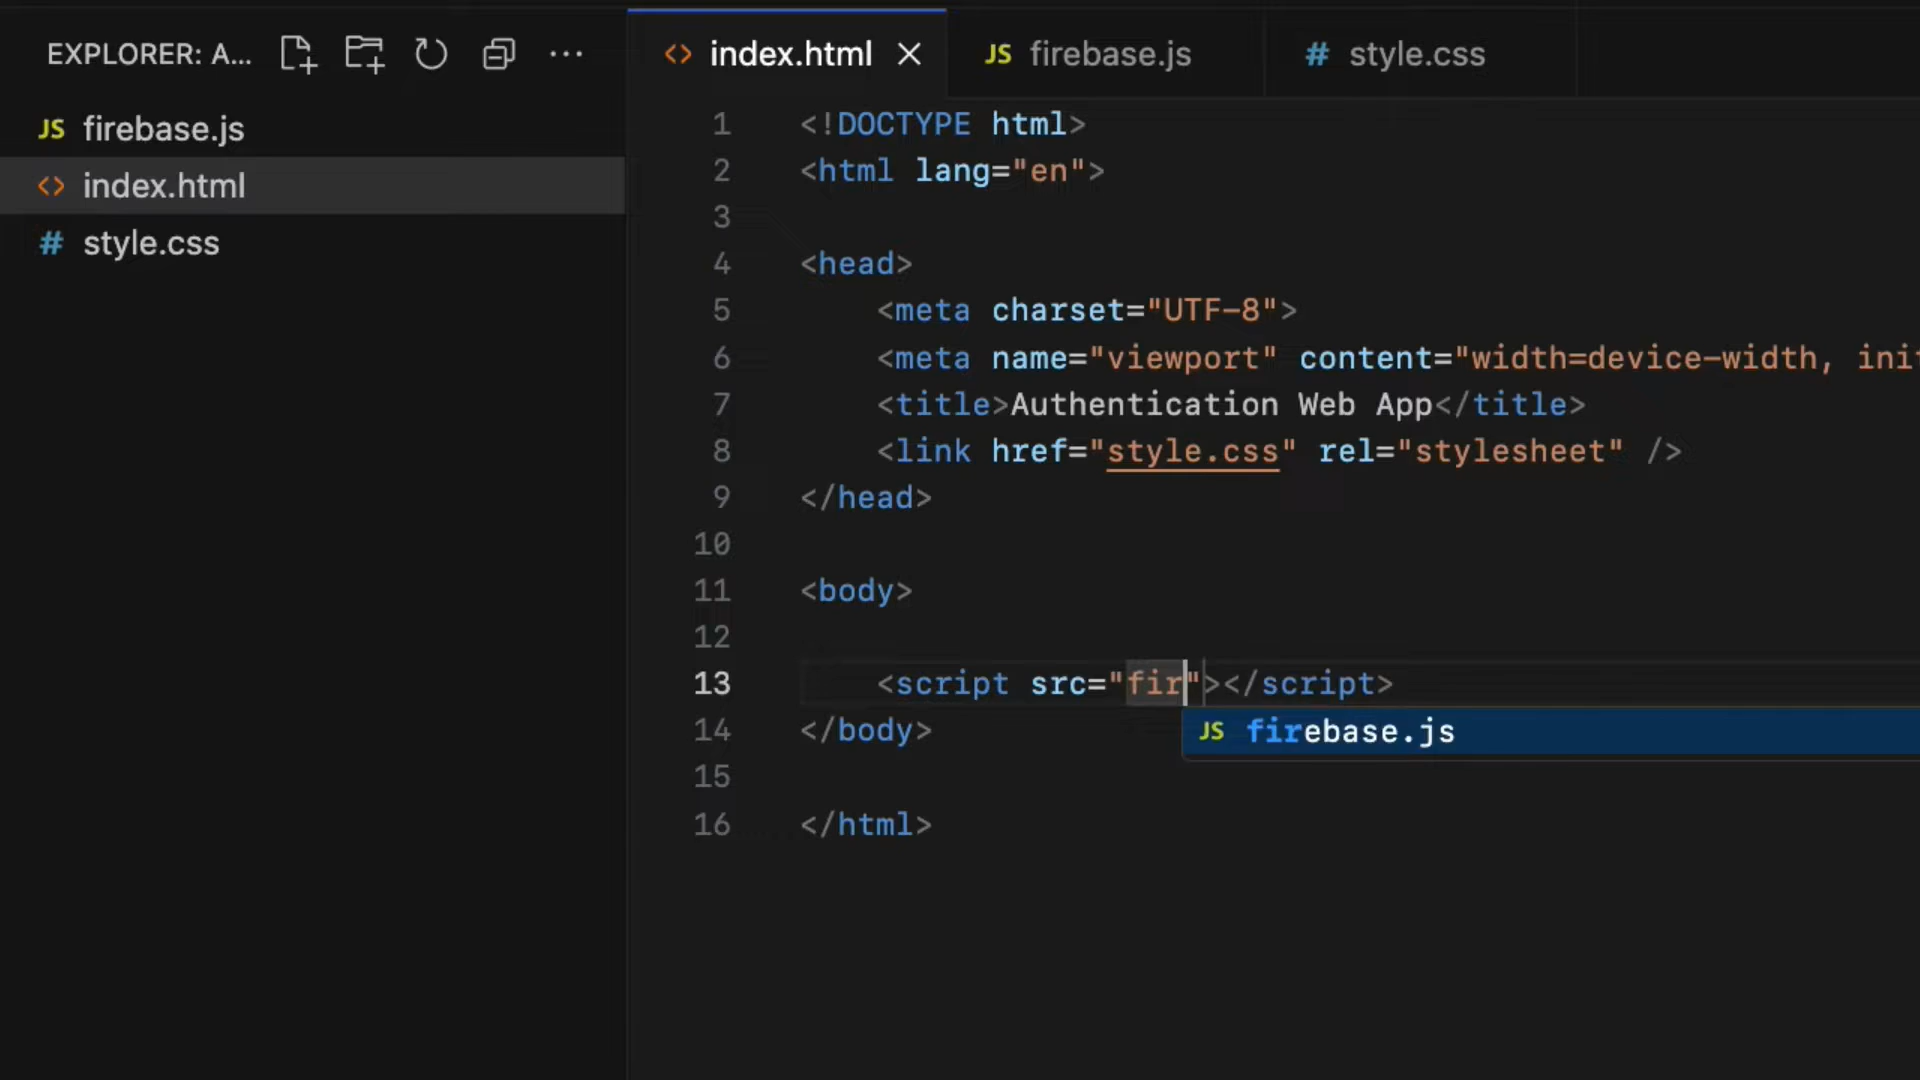 EXPLORER: A...
JS firebase.js
<> index.html
# style.css
<> index.html
JS firebase.js
# style.css
1 <!DOCTYPE html>
2 <html lang="en">
3
4 <head>
5 <meta charset="UTF-8">
6 <meta name="viewport" content="width=device-width, init
7 <title>Authentication Web App</title>
8 <link href="style.css" rel="stylesheet" />
9 </head>
10
11 <body>
12
13 <script src="fir"></script>
JS firebase.js
14 </body>
15
16 </html>